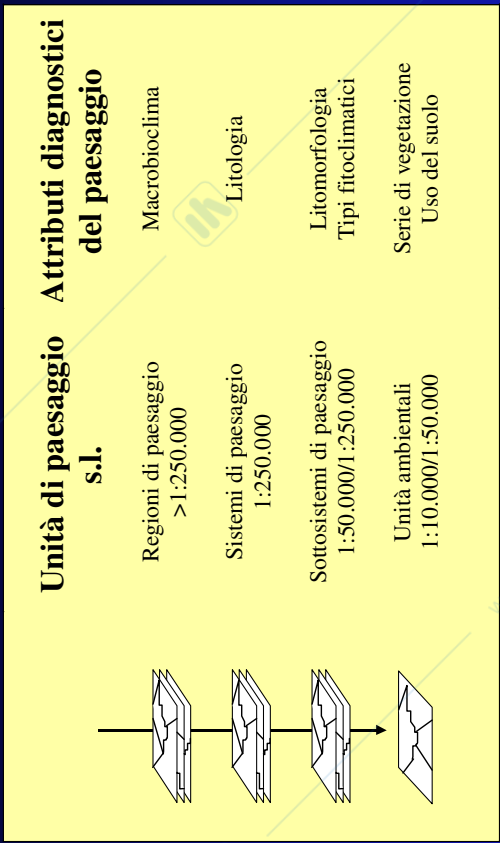 Unità di paesaggio
s.l.
Attributi diagnostici
del paesaggio
Regioni di paesaggio
>1:250.000
Macrobioclima
Sistemi di paesaggio
1:250.000
Litologia
Sottosistemi di paesaggio
1:50.000/1:250.000
Litomorfologia
Tipi fitoclimatici
Unità ambientali
1:10.000/1:50.000
Serie di vegetazione
Uso del suolo